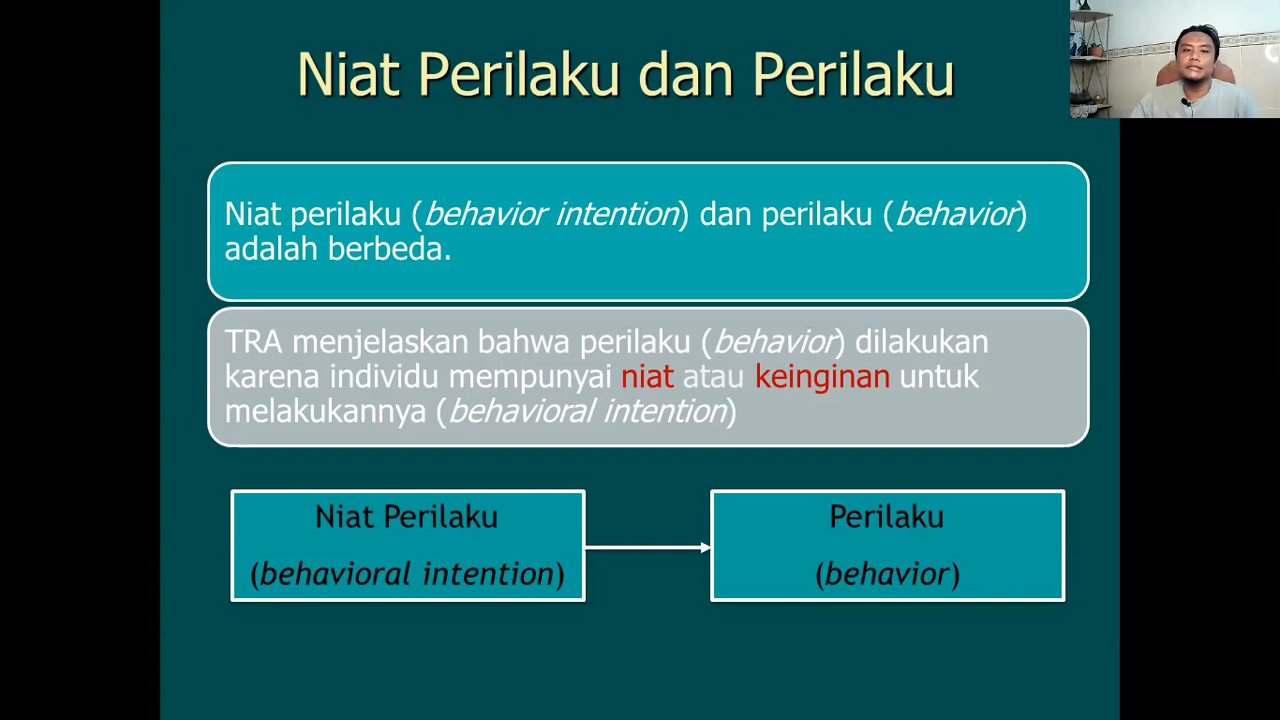 Niat Perilaku dan Perilaku
Niat perilaku (behavior intention) dan perilaku (behavior)
adalah berbeda.
TRA menjelaskan bahwa perilaku (behavior) dilakukan
karena individu mempunyai niat atau keinginan untuk
melakukannya (behavioral intention)
Niat Perilaku
(behavioral intention)
Perilaku
(behavior)